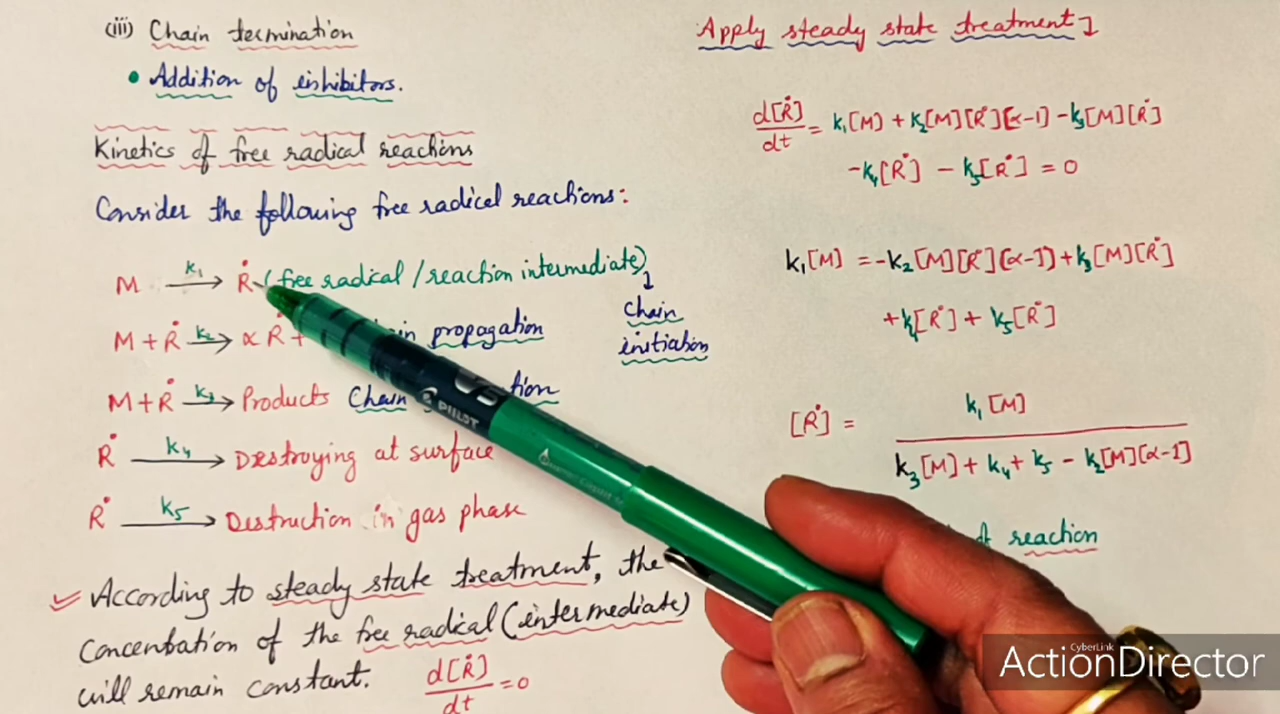 (iii) Chain termination
• Addition of inhibitors.
Kinetics of free radical reactions
Consider the following free radical reactions:
M —k₁→ Ṙ (free radical/reaction intermediate)
↓
Chain
initiation
M + Ṙ —k₂→ ∝ Ṙ + propagation
M + Ṙ —k₃→ Products Chain
Ṙ —k₄→ Destroying at surface
Ṙ —k₅→ Destruction in gas phase
✓ According to steady state treatment, the
concentration of the free radical (intermediate)
will remain constant. d[Ṙ]/dt = 0
Apply steady state treatment
d[Ṙ]/dt = k₁[M] + k₂[M][Ṙ][∝-1) - k₃[M][Ṙ]
-k₄[Ṙ] - k₅[Ṙ] = 0
k₁[M] = -k₂[M][Ṙ](∝-1) + k₃[M][Ṙ]
+ k₄[Ṙ] + k₅[Ṙ]
[Ṙ] = k₁[M] / k₃[M] + k₄ + k₅ - k₂[M][∝-1]
reaction
PILOT
V5
CyberLink
ActionDirector